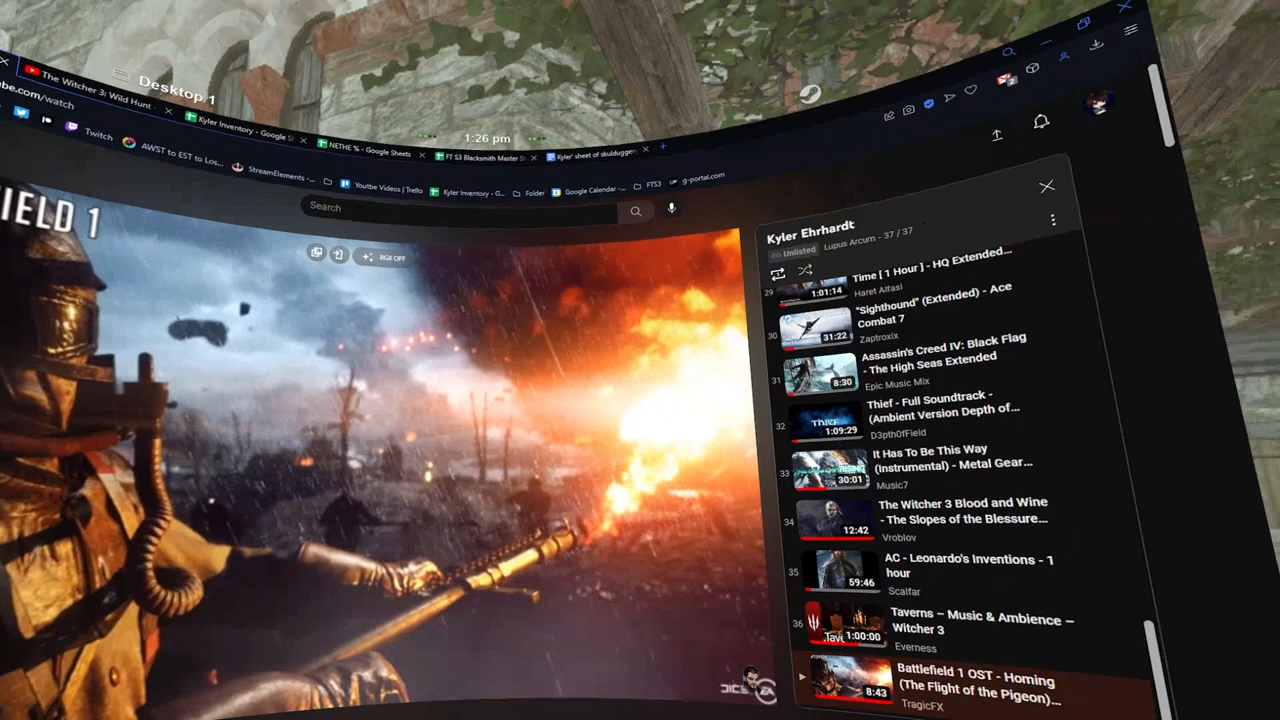 Desktop 1
1:26 pm
The Witcher 3: Wild Hunt
Kyler Inventory - Google S
NETHE % - Google Sheets
FT S3 Blacksmith Master S
Kyler' sheet of skuldugger
be.com/watch
Twitch
AWST to EST to Los...
StreamElements -...
Youtbe Videos | Trello
Kyler Inventory - G...
Folder
Google Calendar -...
FTS3
g-portal.com
2
Search
IELD 1
RGX OFF
DICE EA
Kyler Ehrhardt
Unlisted
Lupus Arcum - 37 / 37
29
1:01:14
Time [ 1 Hour ] - HQ Extended...
Haret Alfasi
30
31:22
"Sighthound" (Extended) - Ace
Combat 7
Zaptroxix
31
8:30
Assassin's Creed IV: Black Flag
- The High Seas Extended
Epic Music Mix
32
THIEF
1:09:29
Thief - Full Soundtrack -
(Ambient Version Depth of...
D3pth0fField
33
RISING
30:01
It Has To Be This Way
(Instrumental) - Metal Gear...
Music7
34
12:42
The Witcher 3 Blood and Wine
- The Slopes of the Blessure...
Vroblov
35
59:46
AC - Leonardo's Inventions - 1
hour
Scalfar
36
Tave
1:00:00
Taverns – Music & Ambience –
Witcher 3
Everness
8:43
Battlefield 1 OST - Homing
(The Flight of the Pigeon)...
TragicFX